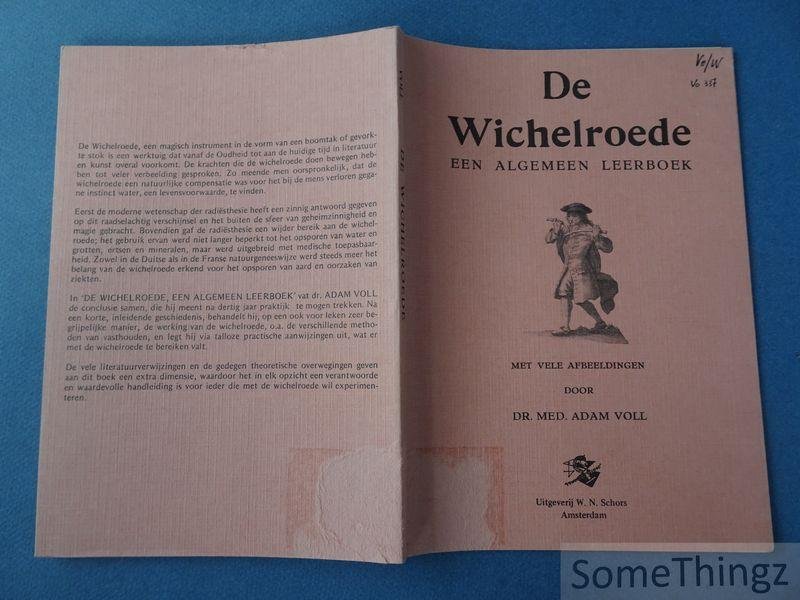 De Wichelroede, een magisch instrument in de vorm van een boomtak of gevork-
te stok is een werktuig dat vanaf de Oudheid tot aan de huidige tijd in literatuur
en kunst overal voorkomt. De krachten die de wichelroede doen bewegen heb-
ben tot veler verbeelding gesproken. Zo meende men oorspronkelijk, dat de
wichelroede een natuurlijke compensatie was voor het bij de mens verloren gega-
ne instinct water, een levensvoorwaarde, te vinden.
Eerst de moderne wetenschap der radiësthesie heeft een zinnig antwoord gegeven
op dit raadselachtig verschijnsel en het buiten de sfeer van geheimzinnigheid en
magie gebracht. Bovendien gaf de radiësthesie een wijder bereik aan de wichel-
roede; het gebruik ervan werd niet langer beperkt tot het opsporen van water en
grotten, ertsen en mineralen, maar werd uitgebreid met medische toepasbaar-
heid. Zowel in de Duitse als in de Franse natuurgeneeswijze werd steeds meer het
belang van de wichelroede erkend voor het opsporen van aard en oorzaken van
ziekten.
In 'DE WICHELROEDE, EEN ALGEMEEN LEERBOEK' vat dr. ADAM VOLL
de conclusie samen, die hij meent na dertig jaar praktijk te mogen trekken. Na
een korte, inleidende geschiedenis, behandelt hij, op een ook voor leken zeer be-
grijpelijke manier, de werking van de wichelroede, o.a. de verschillende metho-
den van vasthouden, en legt hij via talloze practische aanwijzingen uit, wat er
met de wichelroede te bereiken valt.
De vele literatuurverwijzingen en de gedegen theoretische overwegingen geven
aan dit boek een extra dimensie, waardoor het in elk opzicht een verantwoorde
en waardevolle handleiding is voor ieder die met de wichelroede wil experimen-
teren.
DE WICHELROEDE
Ve/W
Vo 357
De
Wichelroede
EEN ALGEMEEN LEERBOEK
MET VELE AFBEELDINGEN
DOOR
DR. MED. ADAM VOLL
Uitgeverij W. N. Schors
Amsterdam
SomeThingz